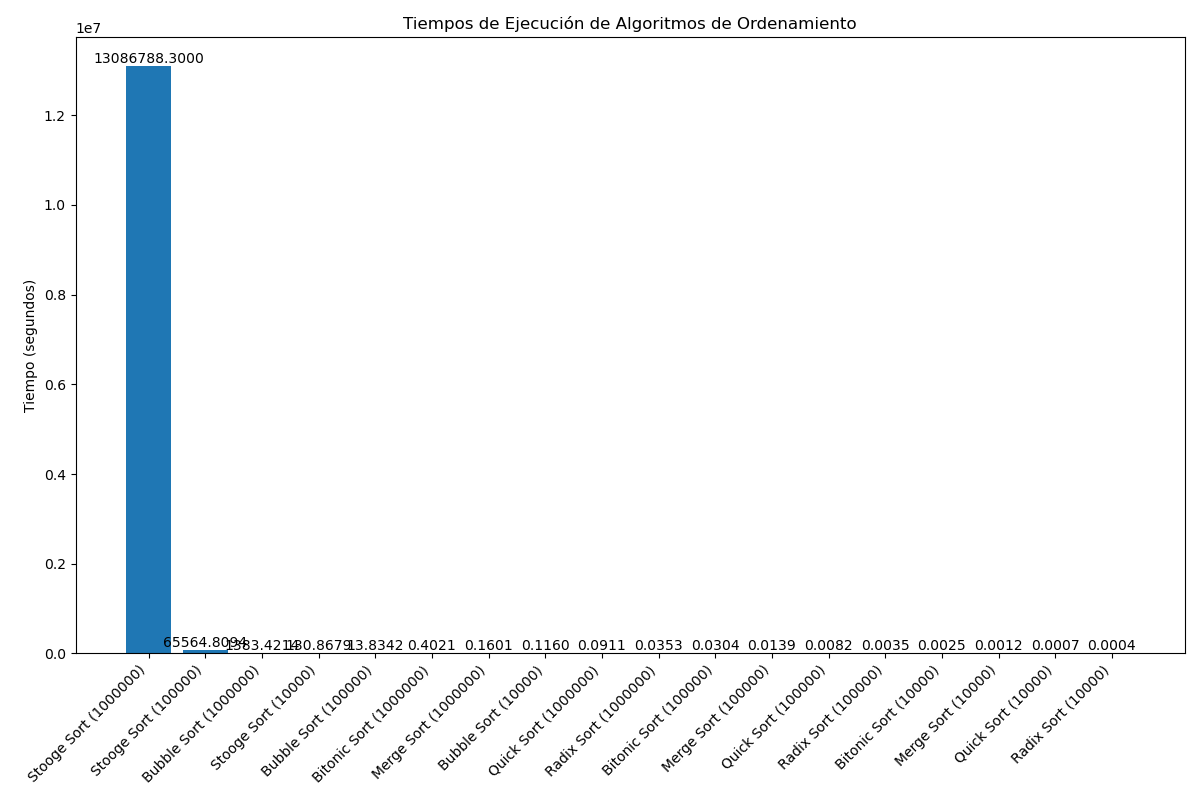 Tiempos de Ejecución de Algoritmos de Ordenamiento
1e7
13086788.3000
1.2
1.0
0.8
0.6
0.4
0.2
0.0
Tiempo (segundos)
65564.8094
1383.4214
130.8679
13.8342
0.4021
0.1601
0.1160
0.0911
0.0353
0.0304
0.0139
0.0082
0.0035
0.0025
0.0012
0.0007
0.0004
Stooge Sort (1000000)
Stooge Sort (100000)
Bubble Sort (1000000)
Stooge Sort (10000)
Bubble Sort (100000)
Bitonic Sort (1000000)
Merge Sort (1000000)
Bubble Sort (10000)
Quick Sort (1000000)
Radix Sort (1000000)
Bitonic Sort (100000)
Merge Sort (100000)
Quick Sort (100000)
Radix Sort (100000)
Bitonic Sort (10000)
Merge Sort (10000)
Quick Sort (10000)
Radix Sort (10000)